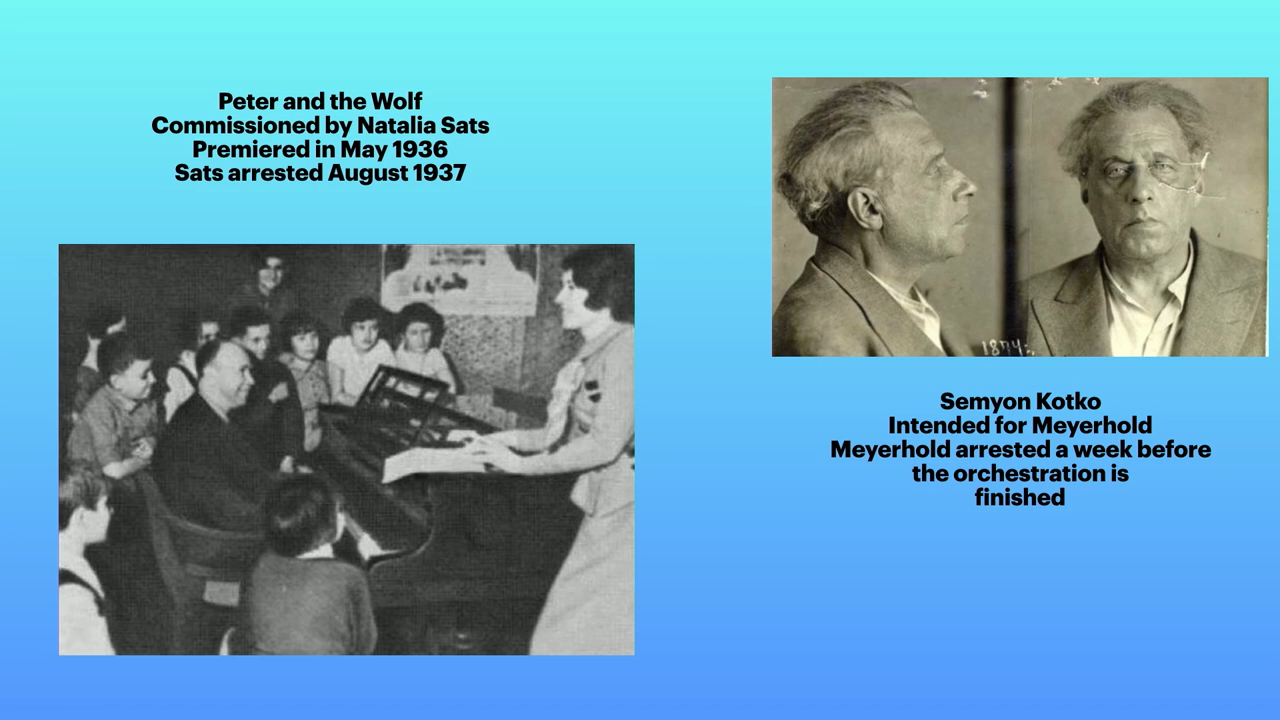 Peter and the Wolf
Commissioned by Natalia Sats
Premiered in May 1936
Sats arrested August 1937
1874
Semyon Kotko
Intended for Meyerhold
Meyerhold arrested a week before
the orchestration is
finished